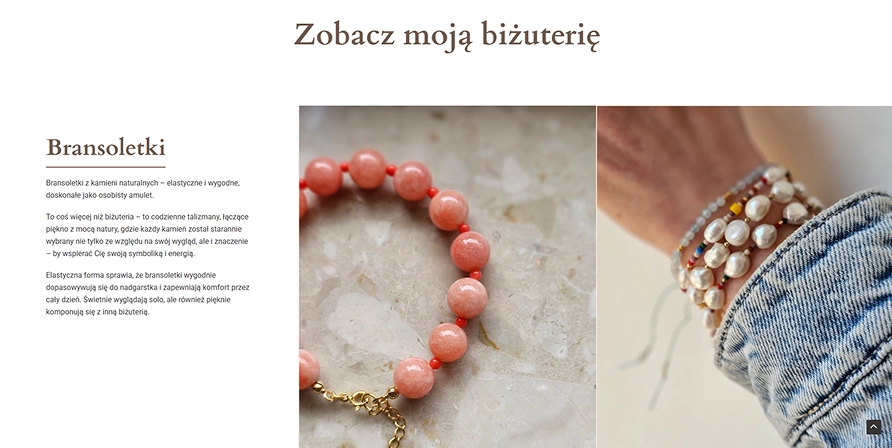 Zobacz moją biżuterię
Bransoletki
Bransoletki z kamieni naturalnych – elastyczne i wygodne,
doskonałe jako osobisty amulet.
To coś więcej niż biżuteria – to codzienne talizmany, łączące
piękno z mocą natury, gdzie każdy kamień został starannie
wybrany nie tylko ze względu na swój wygląd, ale i znaczenie
– by wspierać Cię swoją symboliką i energią.
Elastyczna forma sprawia, że bransoletki wygodnie
dopasowywują się do nadgarstka i zapewniają komfort przez
cały dzień. Świetnie wyglądają solo, ale również pięknie
komponują się z inną biżuterią.